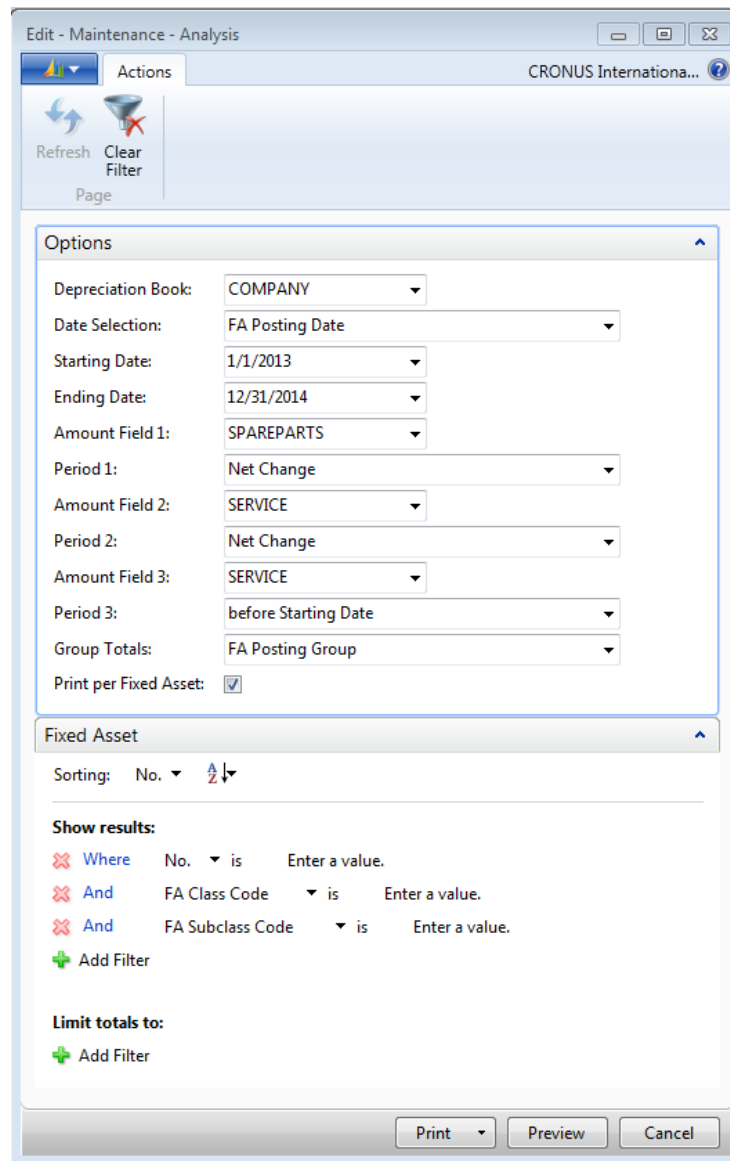 Edit - Maintenance - Analysis
Actions
CRONUS Internationa...
Refresh Clear Filter
Page
Options
Depreciation Book: COMPANY
Date Selection: FA Posting Date
Starting Date: 1/1/2013
Ending Date: 12/31/2014
Amount Field 1: SPAREPARTS
Period 1: Net Change
Amount Field 2: SERVICE
Period 2: Net Change
Amount Field 3: SERVICE
Period 3: before Starting Date
Group Totals: FA Posting Group
Print per Fixed Asset:
Fixed Asset
Sorting: No. AZ
Show results:
Where No. is Enter a value.
And FA Class Code is Enter a value.
And FA Subclass Code is Enter a value.
Add Filter
Limit totals to:
Add Filter
Print Preview Cancel